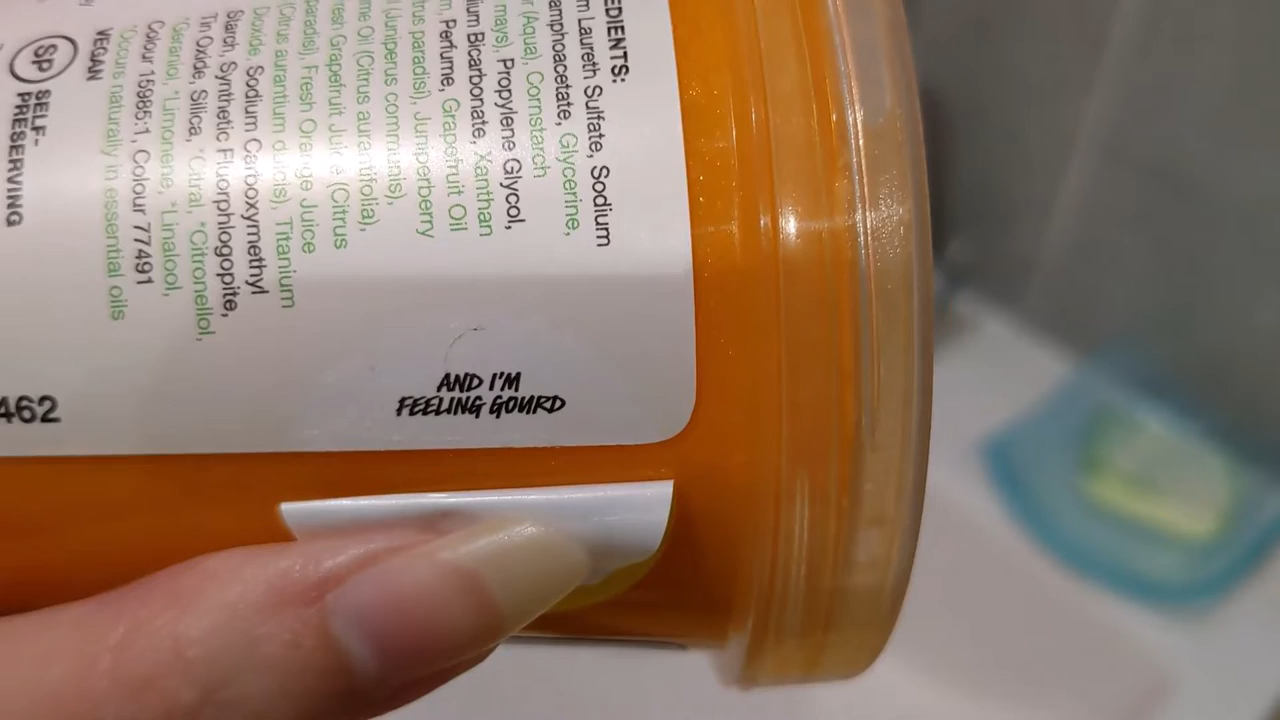 EDIENTS:
m Laureth Sulfate, Sodium
amphoacetate, Glycerine,
r (Aqua), Cornstarch
mays), Propylene Glycol,
ium Bicarbonate, Xanthan
m, Perfume, Grapefruit Oil
trus paradisi), Juniperberry
l (Juniperus communis),
me Oil (Citrus aurantifolia),
resh Grapefruit Juice (Citrus
paradisi), Fresh Orange Juice
(Citrus aurantium dulcis), Titanium
Dioxide, Sodium Carboxymethyl
Starch, Synthetic Fluorphlogopite,
Tin Oxide, Silica, *Citral, *Citronellol,
*Geraniol, *Limonene, *Linalool,
Colour 15985:1, Colour 77491
*Occurs naturally in essential oils
VEGAN
SP SELF-
PRESERVING
462
AND I'M
FEELING GOURD